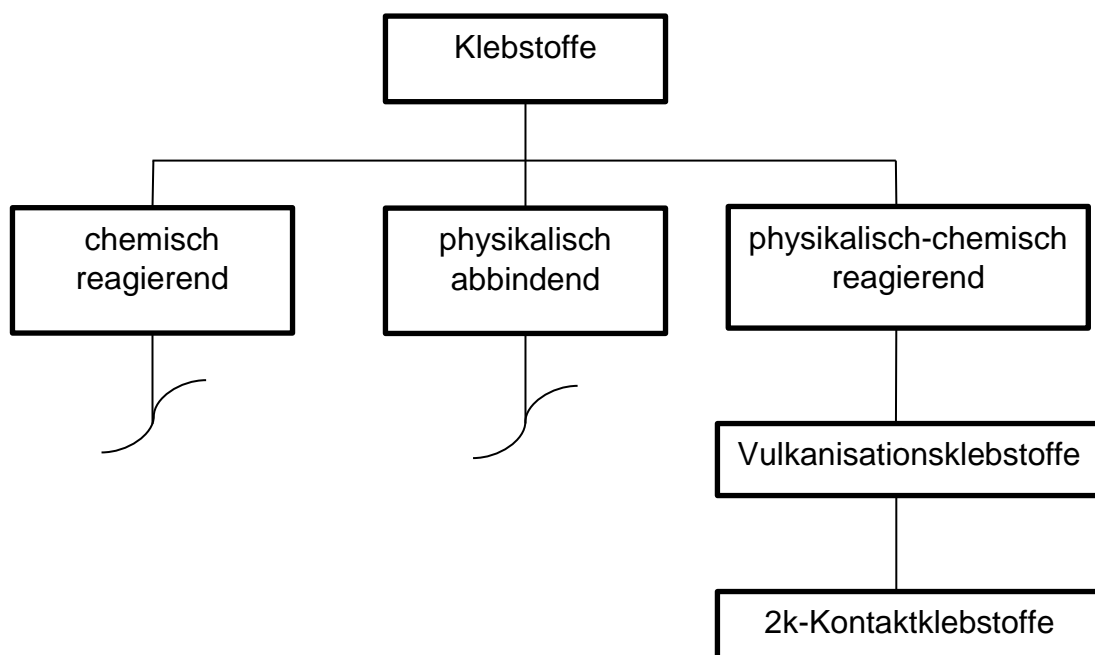 Klebstoffe
chemisch
reagierend
physikalisch
abbindend
physikalisch-chemisch
reagierend
Vulkanisationsklebstoffe
2k-Kontaktklebstoffe